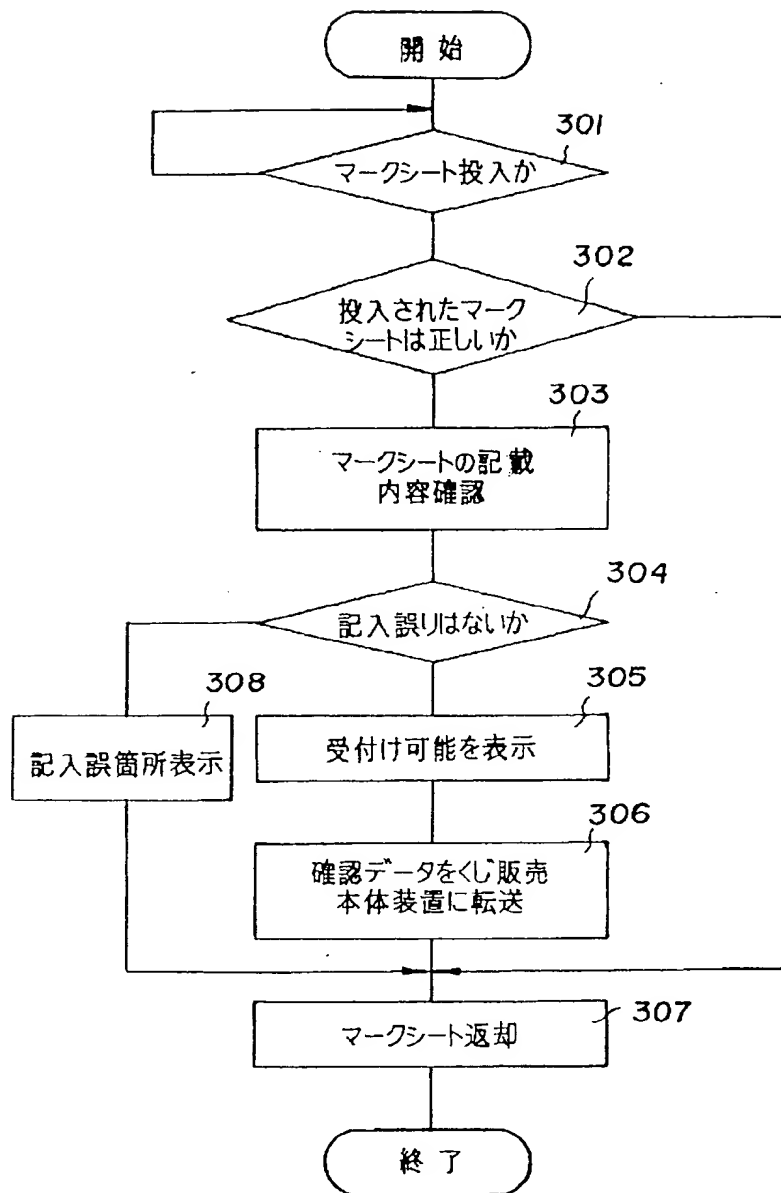 開始
301
マークシート投入か
302
投入されたマーク
シートは正しいか
303
マークシートの記載
内容確認
304
記入誤りはないか
308
記入誤箇所表示
305
受付け可能を表示
306
確認データをくじ販売
本体装置に転送
307
マークシート返却
終了